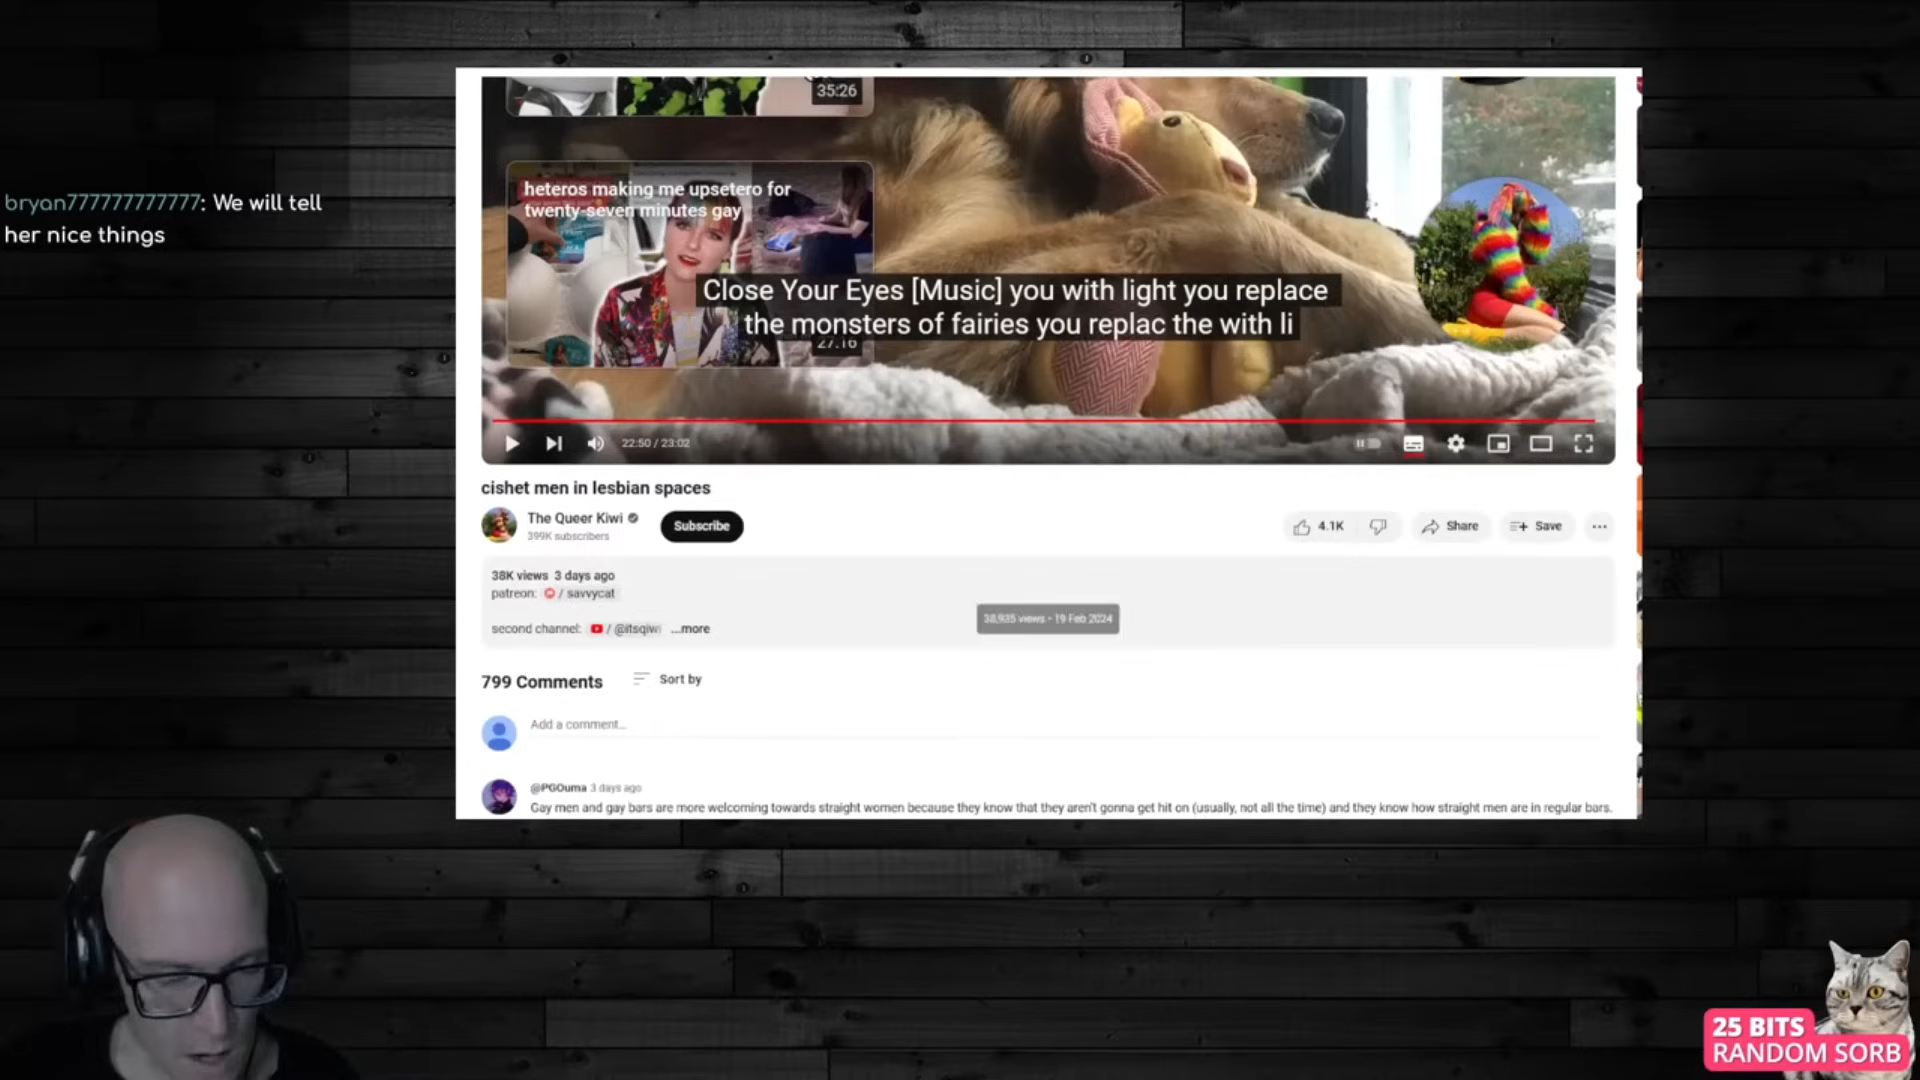 bryan777777777777: We will tell
her nice things
35:26
heteros making me upsetero for
twenty-seven minutes gay
27:16
Close Your Eyes [Music] you with light you replace
the monsters of fairies you replac the with li
22:50 / 23:02
cishet men in lesbian spaces
The Queer Kiwi
399K subscribers
Subscribe
4.1K
Share
Save
38K views 3 days ago
patreon: / savvycat
38,935 views • 19 Feb 2024
second channel: / @itsqiwi ...more
799 Comments
Sort by
Add a comment...
@PGOuma 3 days ago
Gay men and gay bars are more welcoming towards straight women because they know that they aren't gonna get hit on (usually, not all the time) and they know how straight men are in regular bars.
25 BITS
RANDOM SORB